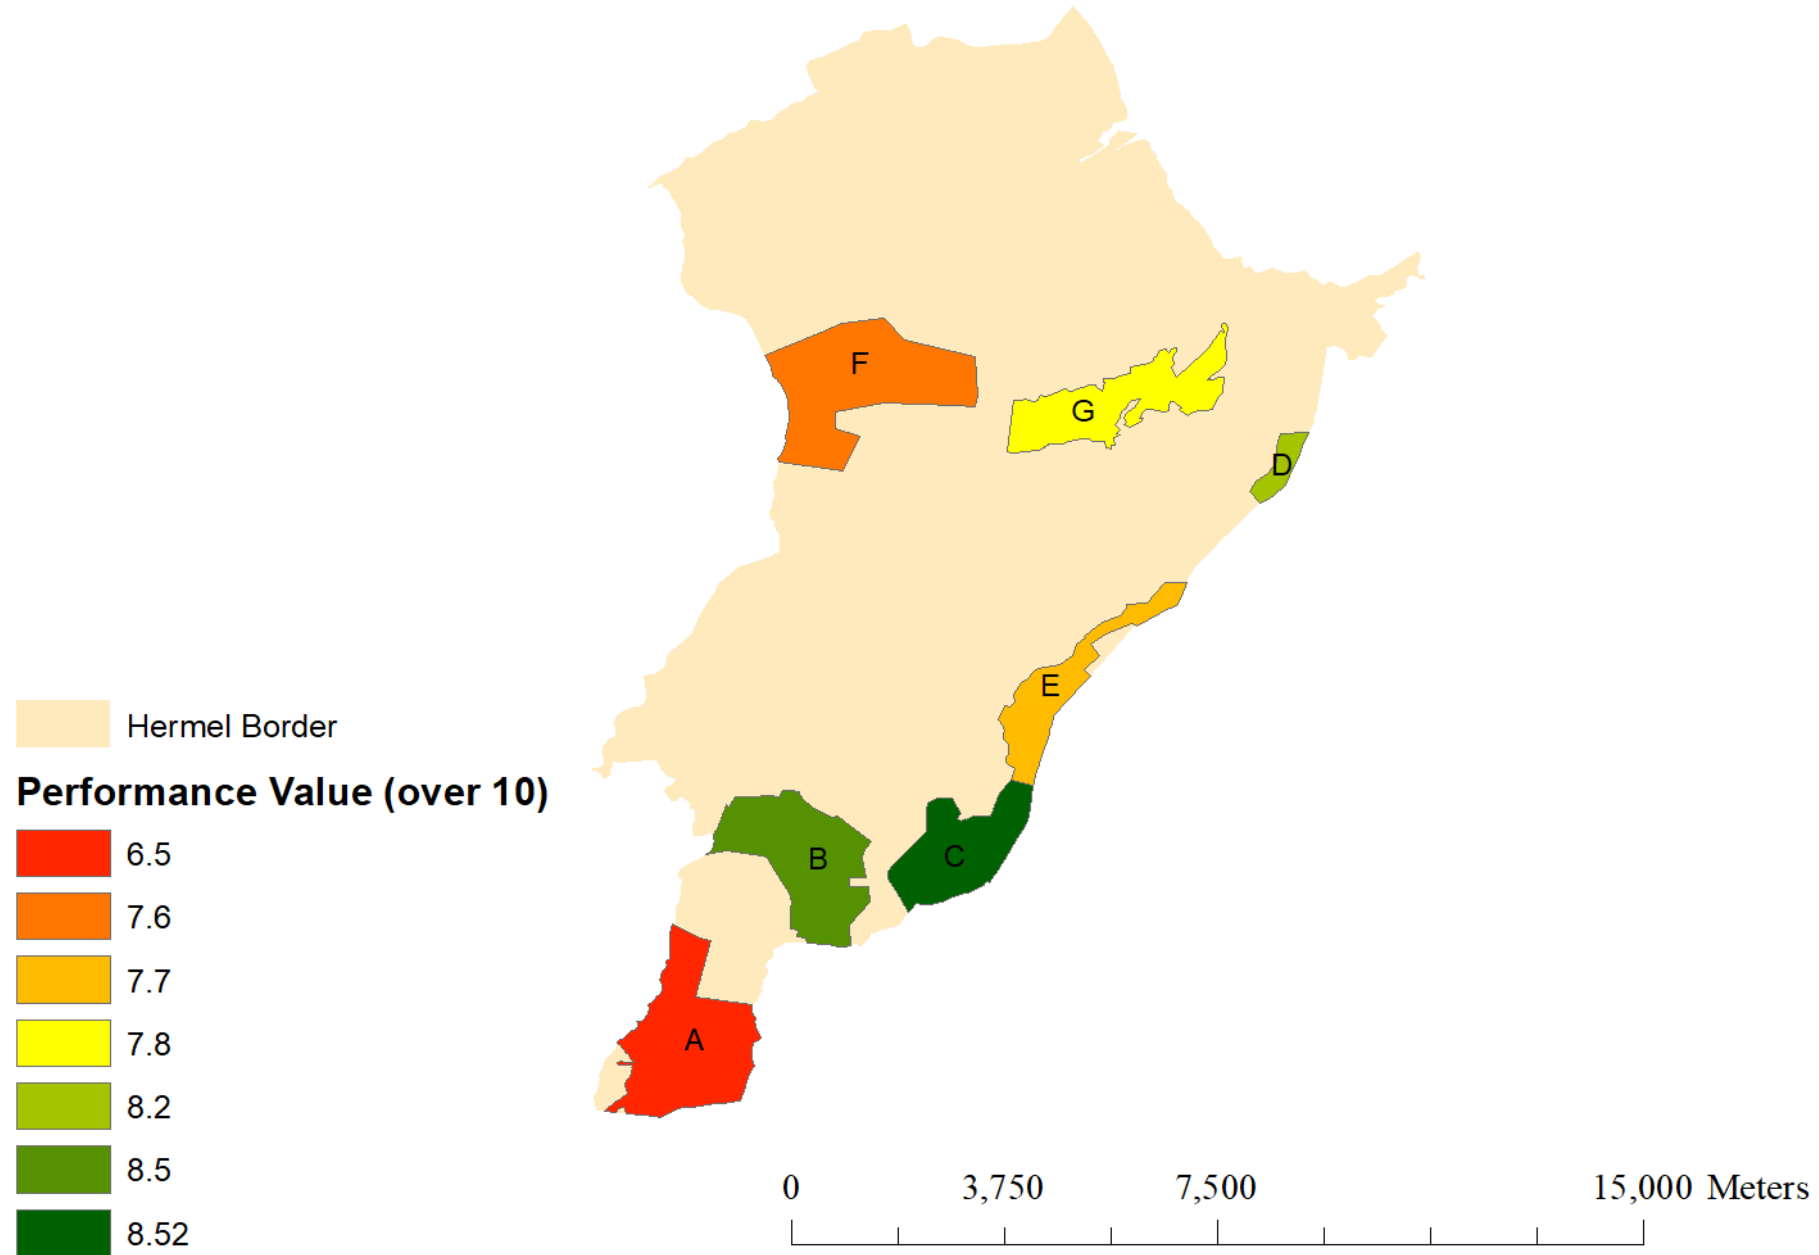 F
G
D
E
Hermel Border
Performance Value (over 10)
6.5
B
C
7.6
7.7
7.8
A
8.2
8.5
8.52
0 3,750 7,500 15,000 Meters